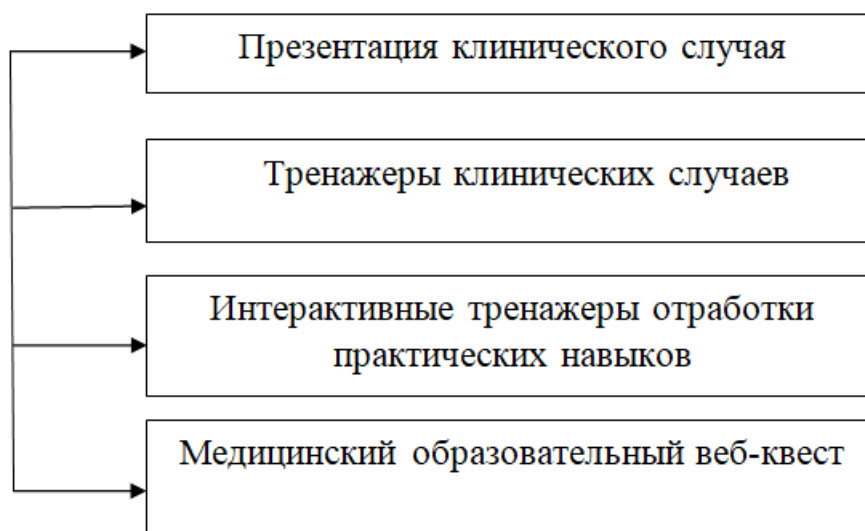 Презентация клинического случая
Тренажеры клинических случаев
Интерактивные тренажеры отработки
практических навыков
Медицинский образовательный веб-квест